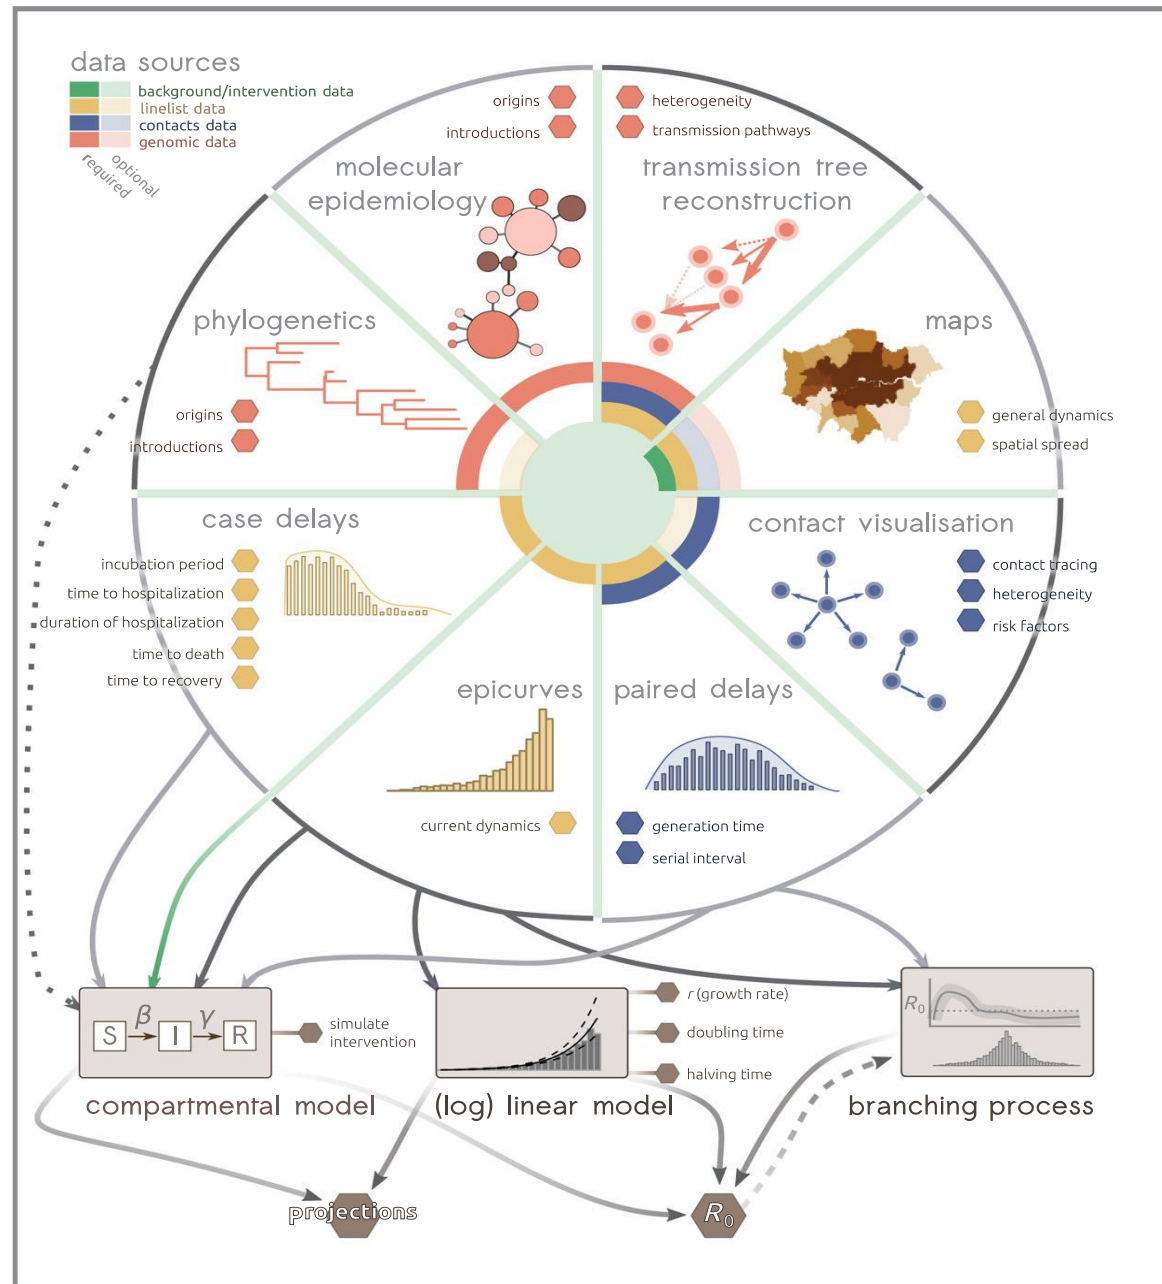 data sources
background/intervention data
linelist data
contacts data
genomic data
required
optional
origins
introductions
molecular
epidemiology
heterogeneity
transmission pathways
transmission tree
reconstruction
phylogenetics
origins
introductions
maps
general dynamics
spatial spread
case delays
incubation period
time to hospitalization
duration of hospitalization
time to death
time to recovery
contact visualisation
contact tracing
heterogeneity
risk factors
epicurves
current dynamics
paired delays
generation time
serial interval
S β I γ R
simulate
intervention
compartmental model
r (growth rate)
doubling time
halving time
(log) linear model
R₀
branching process
projections
R₀